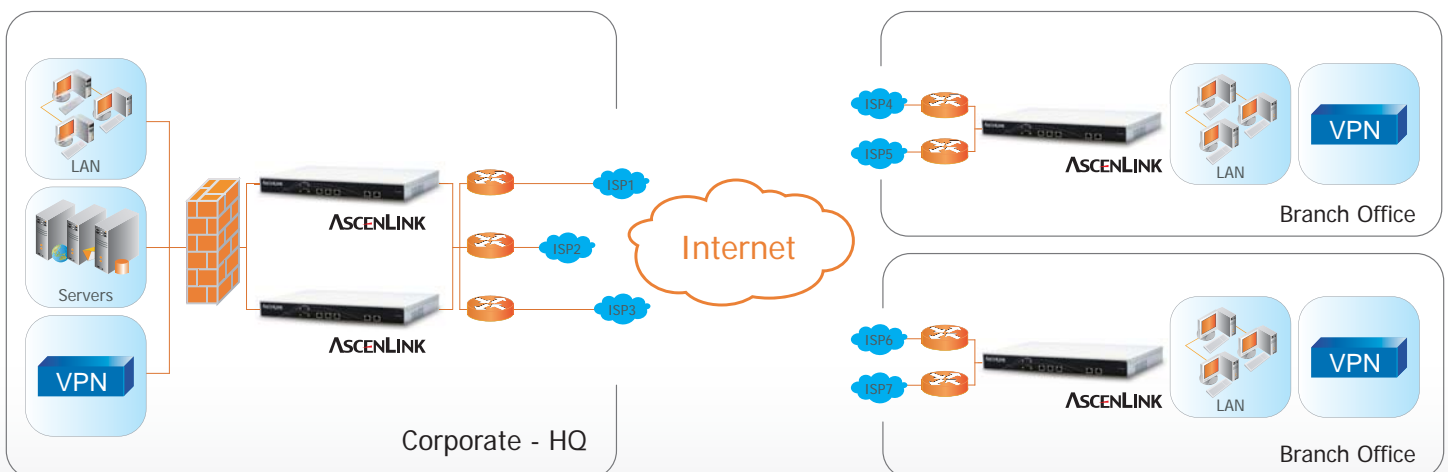 LAN
Servers
VPN
ASCENLINK
ASCENLINK
ISP1
ISP2
ISP3
Corporate - HQ
Internet
ISP4
ISP5
ASCENLINK
LAN
VPN
Branch Office
ISP6
ISP7
ASCENLINK
LAN
VPN
Branch Office